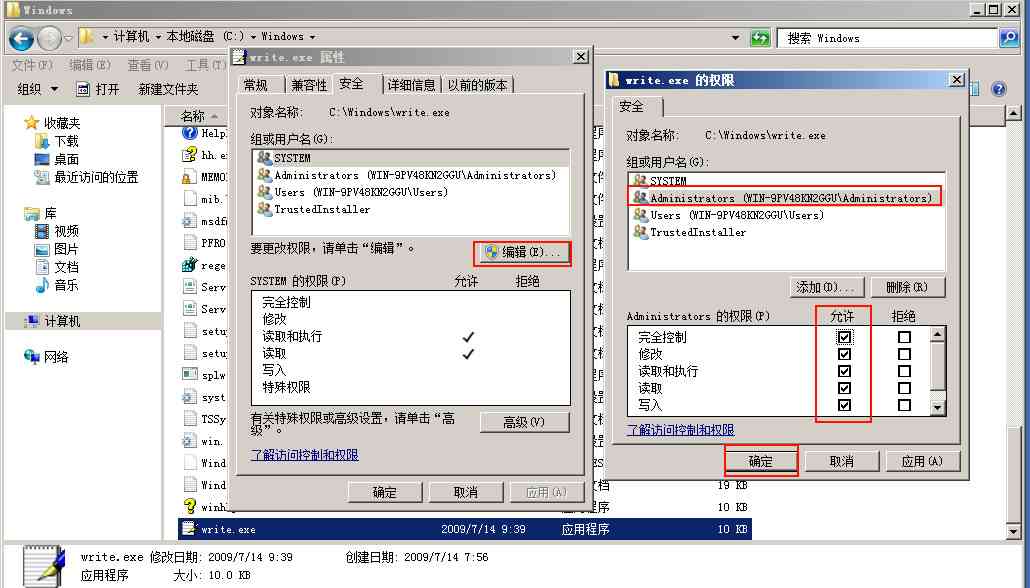 Windows
计算机 本地磁盘 (C:) Windows
搜索 Windows
文件(F) 编辑(E) 查看(V) 工具(T)
组织 打开 新建文件夹
收藏夹
下载
桌面
最近访问的位置
库
视频
图片
文档
音乐
计算机
网络
名称
Help
hh.e
MEMO
mib.
msdf
PFRO
rege
Serv
Serv
setu
setu
splw
syst
TSSy
win.
Wind
Wind
19 KB
winh
10 KB
write.exe 2009/7/14 9:39 应用程序 10 KB
write.exe 属性
常规 兼容性 安全 详细信息 以前的版本
对象名称: C:\Windows\write.exe
组或用户名(G):
SYSTEM
Administrators (WIN-9PV48KN2GGU\Administrators)
Users (WIN-9PV48KN2GGU\Users)
TrustedInstaller
要更改权限，请单击“编辑”。
编辑(E)...
SYSTEM 的权限(P) 允许 拒绝
完全控制
修改
读取和执行
读取
写入
特殊权限
有关特殊权限或高级设置，请单击“高
级”。
高级(V)
了解访问控制和权限
确定 取消 应用(A)
write.exe 的权限
安全
对象名称: C:\Windows\write.exe
组或用户名(G):
SYSTEM
Administrators (WIN-9PV48KN2GGU\Administrators)
Users (WIN-9PV48KN2GGU\Users)
TrustedInstaller
添加(D)... 删除(R)
Administrators 的权限(P) 允许 拒绝
完全控制
修改
读取和执行
读取
写入
了解访问控制和权限
确定 取消 应用(A)
write.exe 修改日期: 2009/7/14 9:39 创建日期: 2009/7/14 7:56
应用程序 大小: 10.0 KB